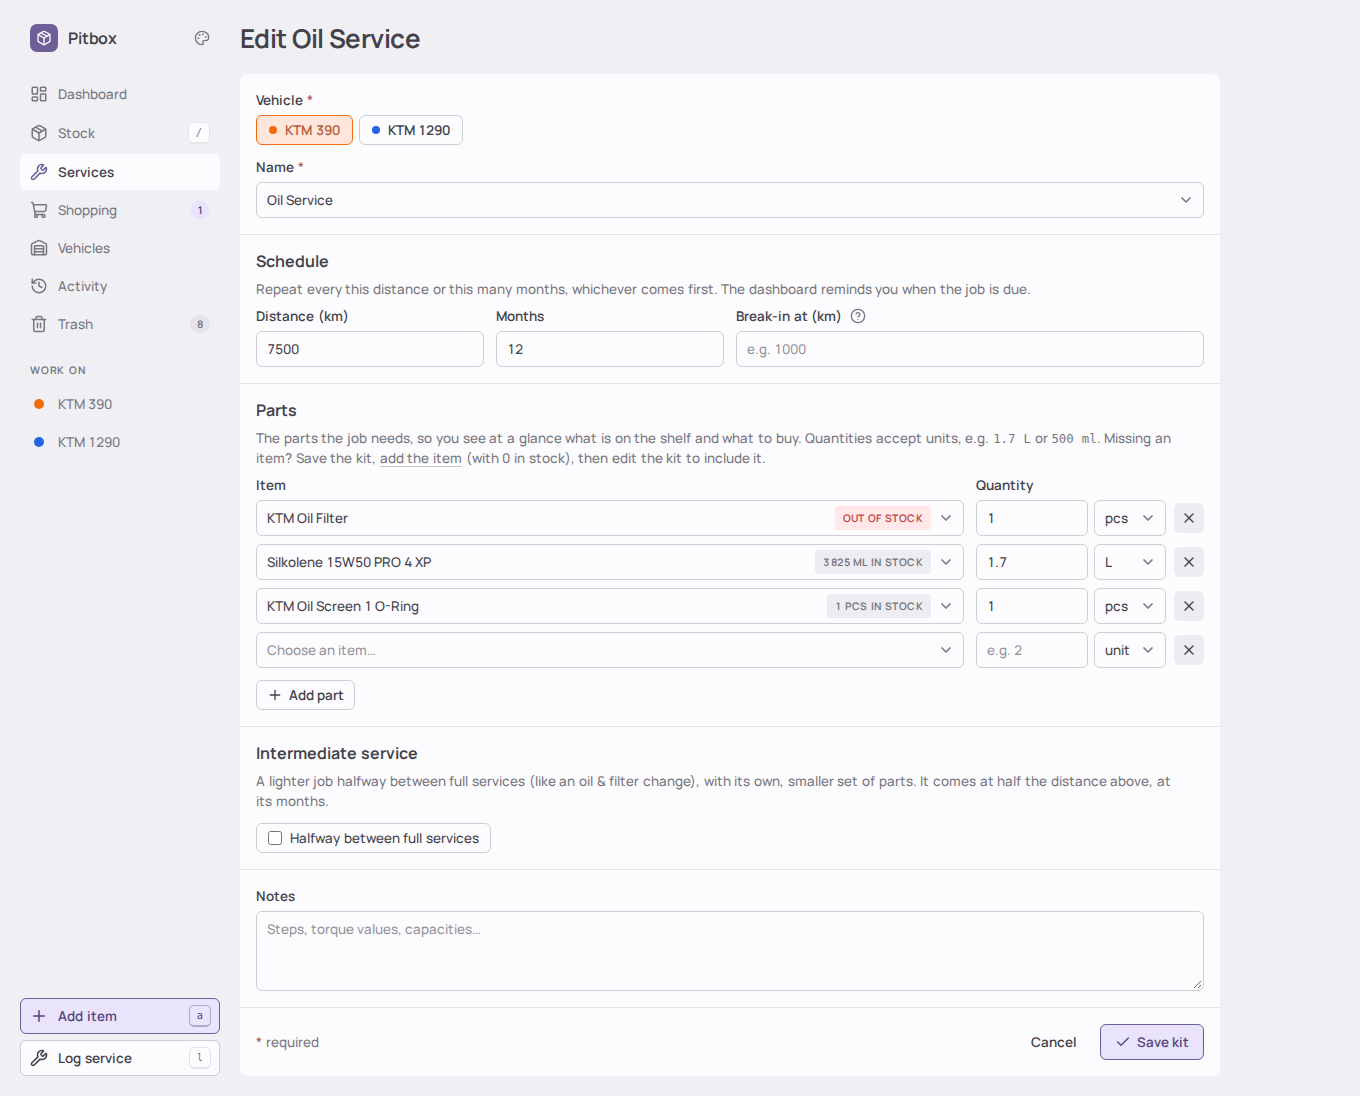 Pitbox
Dashboard
Stock /
Services
Shopping 1
Vehicles
Activity
Trash 8
WORK ON
KTM 390
KTM 1290
Add item a
Log service l
Edit Oil Service
Vehicle *
KTM 390 KTM 1290
Name *
Oil Service
Schedule
Repeat every this distance or this many months, whichever comes first. The dashboard reminds you when the job is due.
Distance (km) Months Break-in at (km) ?
7500 12 e.g. 1000
Parts
The parts the job needs, so you see at a glance what is on the shelf and what to buy. Quantities accept units, e.g. 1.7 L or 500 ml. Missing an
item? Save the kit, add the item (with 0 in stock), then edit the kit to include it.
Item Quantity
KTM Oil Filter OUT OF STOCK 1 pcs
Silkolene 15W50 PRO 4 XP 3 825 ML IN STOCK 1.7 L
KTM Oil Screen 1 O-Ring 1 PCS IN STOCK 1 pcs
Choose an item... e.g. 2 unit
Add part
Intermediate service
A lighter job halfway between full services (like an oil & filter change), with its own, smaller set of parts. It comes at half the distance above, at
its months.
Halfway between full services
Notes
Steps, torque values, capacities...
* required Cancel Save kit